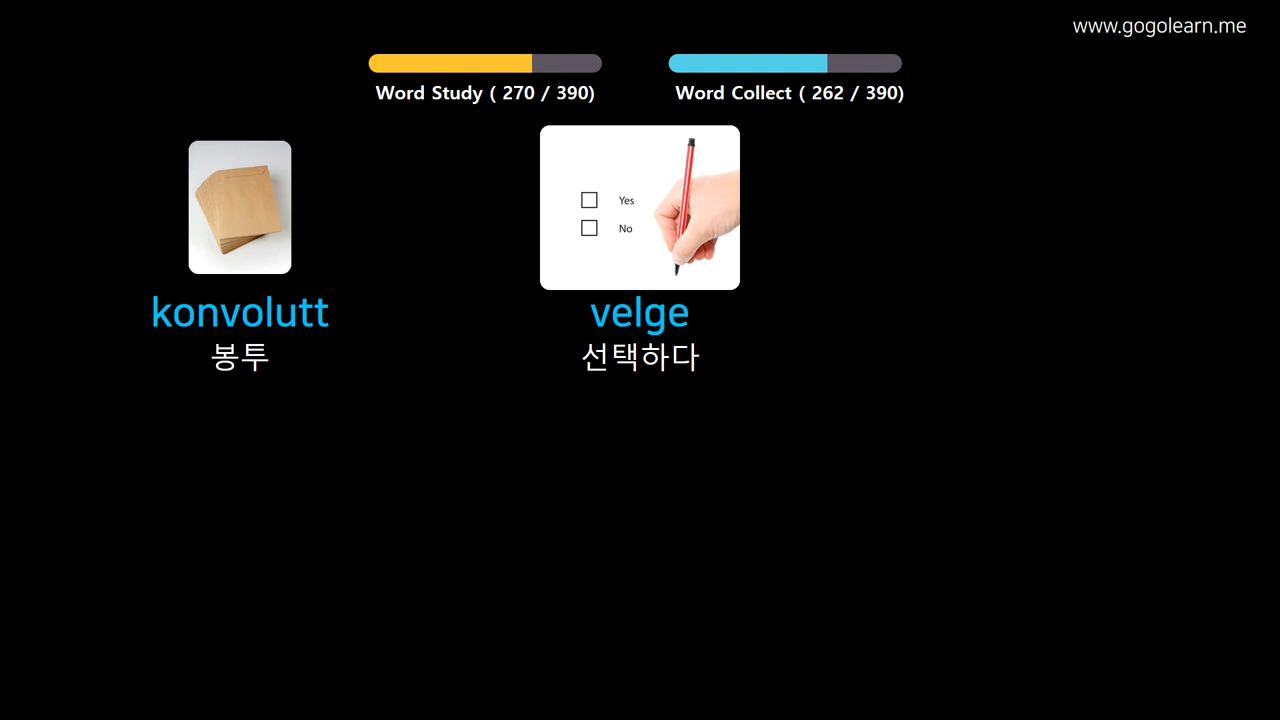 www.gogolearn.me
Word Study ( 270 / 390)
Word Collect ( 262 / 390)
Yes
No
konvolutt
봉투
velge
선택하다